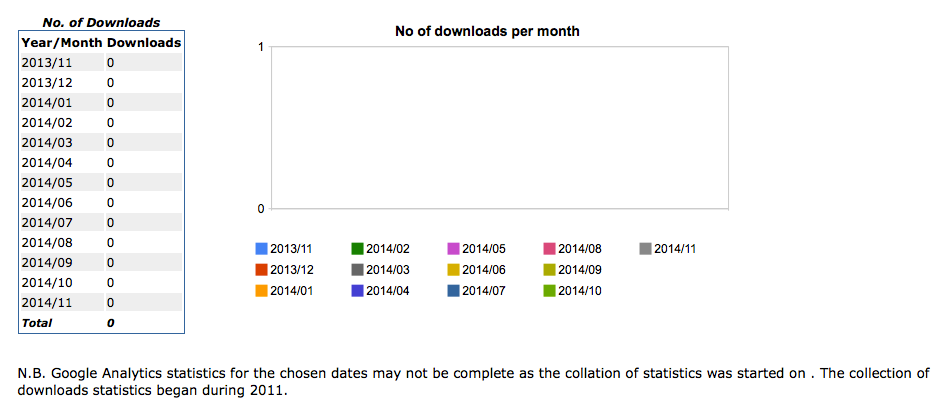 No. of Downloads
Year/Month Downloads
2013/11 0
2013/12 0
2014/01 0
2014/02 0
2014/03 0
2014/04 0
2014/05 0
2014/06 0
2014/07 0
2014/08 0
2014/09 0
2014/10 0
2014/11 0
Total 0
No of downloads per month
1
0
2013/11 2014/02 2014/05 2014/08 2014/11
2013/12 2014/03 2014/06 2014/09
2014/01 2014/04 2014/07 2014/10
N.B. Google Analytics statistics for the chosen dates may not be complete as the collation of statistics was started on . The collection of
downloads statistics began during 2011.